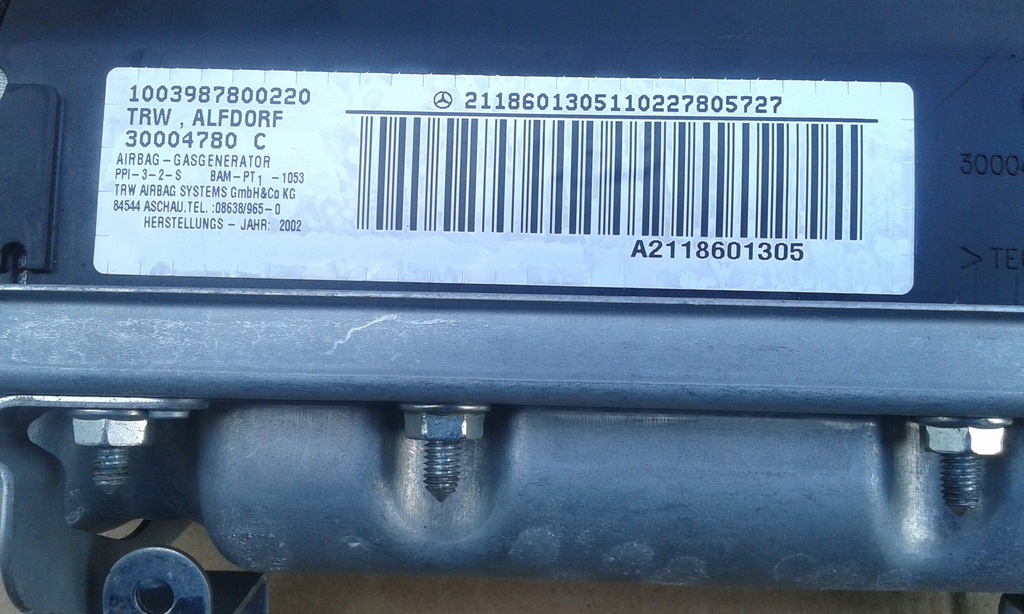 1003987800220
TRW , ALFDORF
30004780 C
AIRBAG - GASGENERATOR
PPI - 3 - 2 - S BAM - PT1 - 1053
TRW AIRBAG SYSTEMS GmbH&Co KG
84544 ASCHAU.TEL. :08638/965-0
HERSTELLUNGS - JAHR: 2002
2118601305110227805727
A2118601305